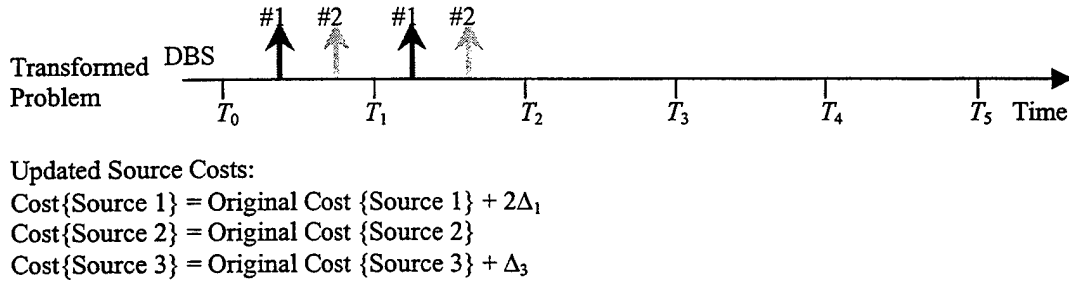 #1 #2 #1 #2
Transformed Problem
DBS
T0 T1 T2 T3 T4 T5 Time
Updated Source Costs:
Cost{Source 1} = Original Cost {Source 1} + 2Δ1
Cost{Source 2} = Original Cost {Source 2}
Cost{Source 3} = Original Cost {Source 3} + Δ3